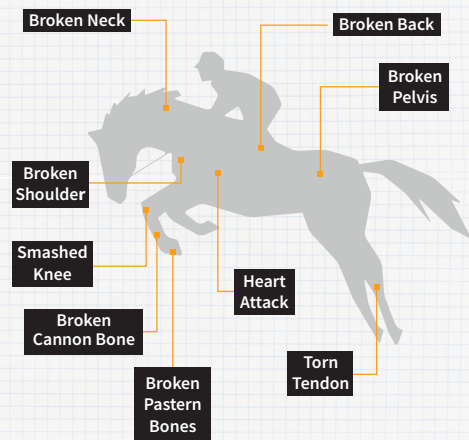 Broken Neck
Broken Back
Broken
Pelvis
Broken
Shoulder
Smashed
Knee
Heart
Attack
Broken
Cannon Bone
Torn
Tendon
Broken
Pastern
Bones